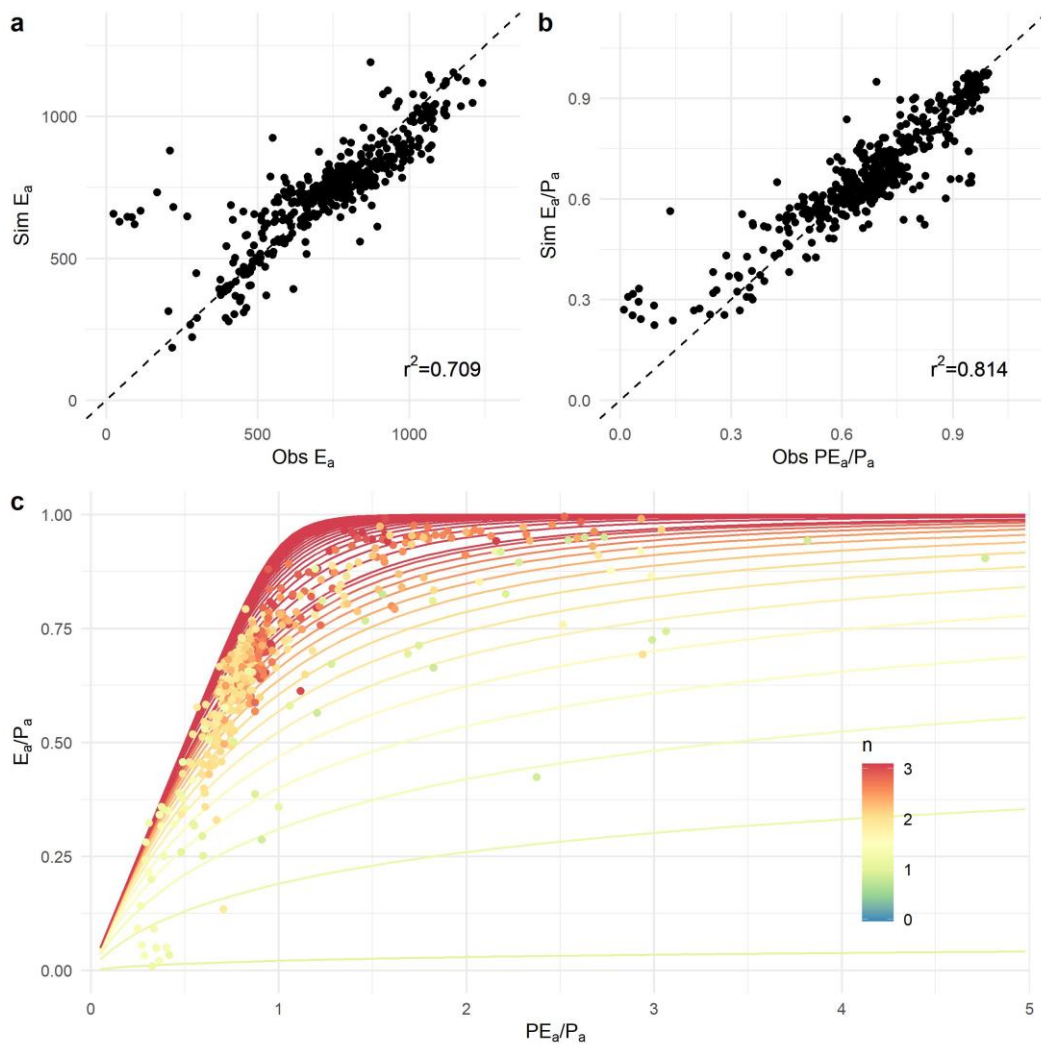 a
1000
500
0
Sim Eₐ
0
500
1000
Obs Eₐ
r²=0.709
b
0.9
0.6
0.3
0.0
Sim Eₐ/Pₐ
0.0
0.3
0.6
0.9
Obs PEₐ/Pₐ
r²=0.814
c
1.00
0.75
0.50
0.25
0.00
Eₐ/Pₐ
0
1
2
3
4
5
PEₐ/Pₐ
n
3
2
1
0